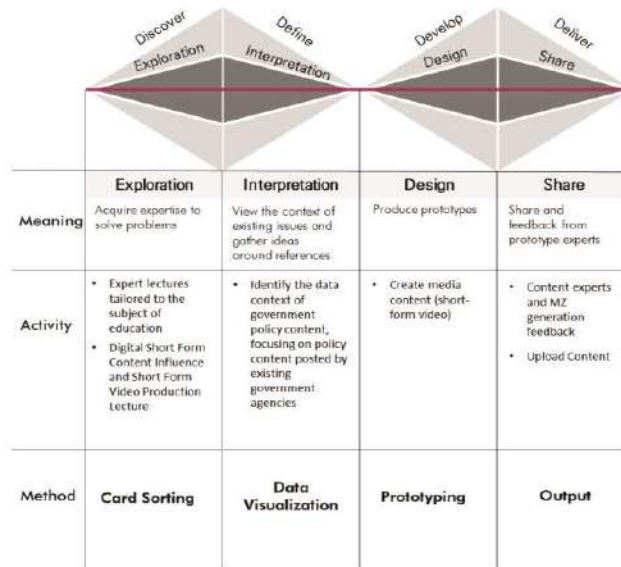 Discover
Define
Develop
Deliver
Exploration
Interpretation
Design
Share
Exploration
Interpretation
Design
Share
Meaning
Acquire expertise to
solve problems
View the context of
existing issues and
gather ideas
around references
Produce prototypes
Share and
feedback from
prototype experts
Activity
• Expert lectures
tailored to the
subject of
education
• Digital Short Form
Content Influence
and Short Form
Video Production
Lecture
• Identify the data
context of
government
policy content,
focusing on policy
content posted by
existing
government
agencies
• Create media
content (short-
form video)
• Content experts
and MZ
generation
feedback
• Upload Content
Method
Card Sorting
Data
Visualization
Prototyping
Output